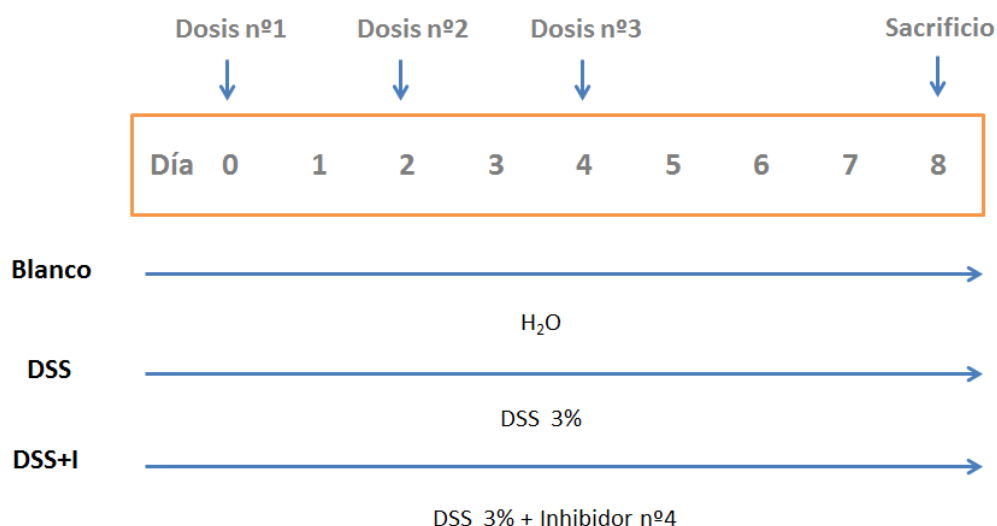 Dosis nº1 Dosis nº2 Dosis nº3 Sacrificio
Día 0 1 2 3 4 5 6 7 8
Blanco
H₂O
DSS
DSS 3%
DSS+I
DSS 3% + Inhibidor nº4